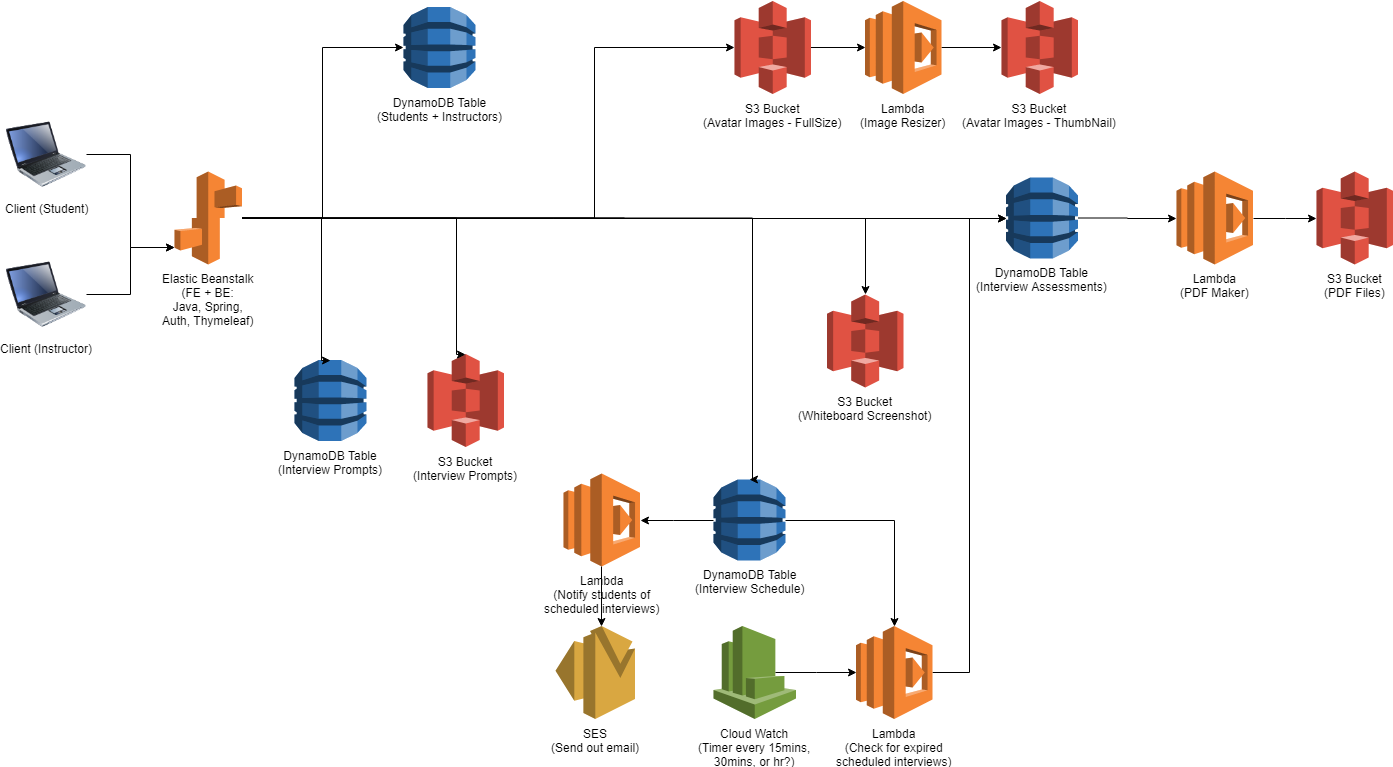 DynamoDB Table
(Students + Instructors)
S3 Bucket
(Avatar Images - FullSize)
Lambda
(Image Resizer)
S3 Bucket
(Avatar Images - ThumbNail)
Client (Student)
Elastic Beanstalk
(FE + BE:
Java, Spring,
Auth, Thymeleaf)
Client (Instructor)
DynamoDB Table
(Interview Assessments)
Lambda
(PDF Maker)
S3 Bucket
(PDF Files)
S3 Bucket
(Whiteboard Screenshot)
DynamoDB Table
(Interview Prompts)
S3 Bucket
(Interview Prompts)
Lambda
(Notify students of
scheduled interviews)
DynamoDB Table
(Interview Schedule)
SES
(Send out email)
Cloud Watch
(Timer every 15mins,
30mins, or hr?)
Lambda
(Check for expired
scheduled interviews)